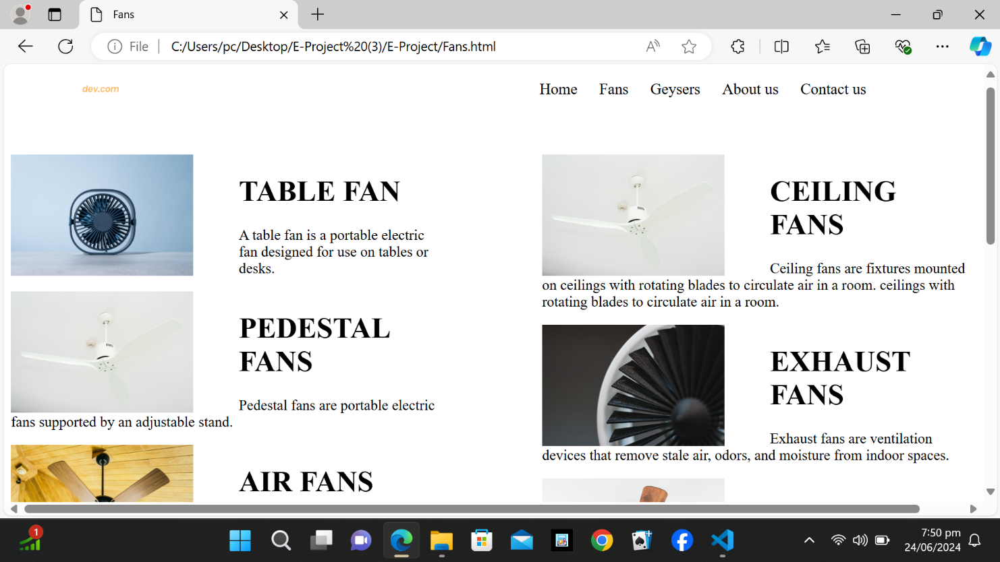 Fans
File
C:/Users/pc/Desktop/E-Project%20(3)/E-Project/Fans.html
dev.com
Home Fans Geysers About us Contact us
TABLE FAN
A table fan is a portable electric
fan designed for use on tables or
desks.
CEILING
FANS
Ceiling fans are fixtures mounted
on ceilings with rotating blades to circulate air in a room. ceilings with
rotating blades to circulate air in a room.
PEDESTAL
FANS
Pedestal fans are portable electric
fans supported by an adjustable stand.
EXHAUST
FANS
Exhaust fans are ventilation
devices that remove stale air, odors, and moisture from indoor spaces.
AIR FANS
1
7:50 pm
24/06/2024